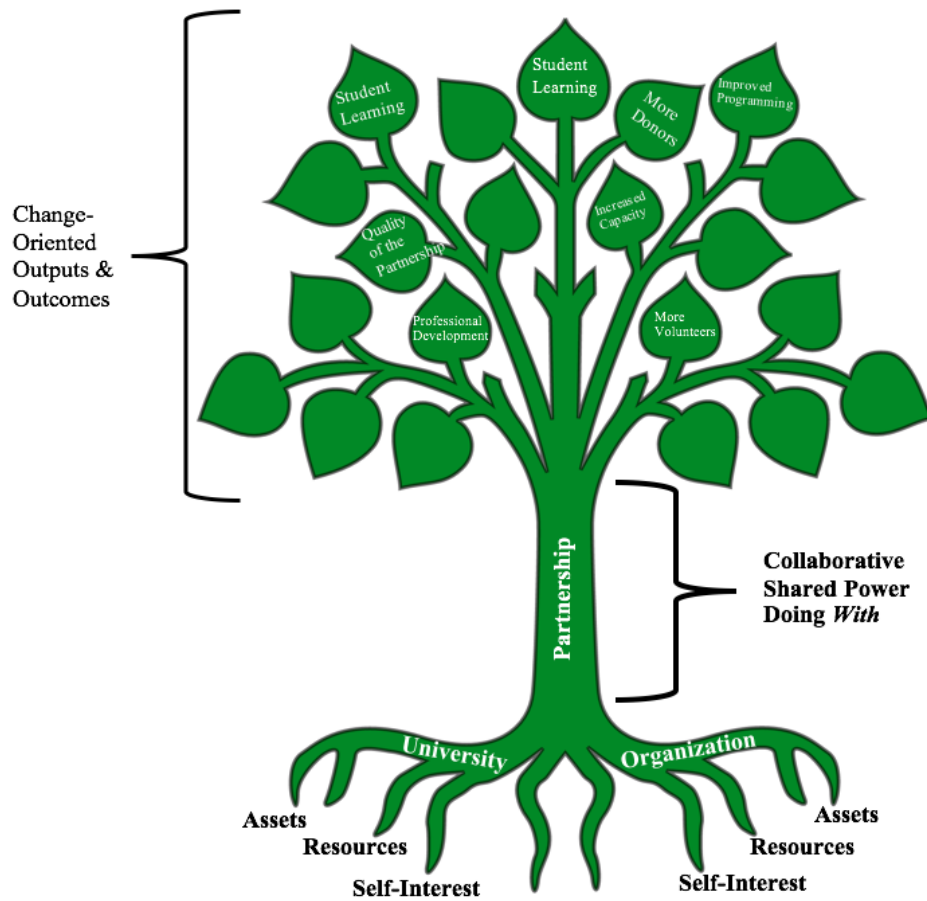 Student
Learning
Student
Learning
More
Donors
Improved
Programming
Change-
Oriented
Outputs &
Outcomes
Quality
of the
Partnership
Increased
Capacity
Professional
Development
More
Volunteers
Partnership
Collaborative
Shared Power
Doing With
University
Organization
Assets
Resources
Self-Interest
Assets
Resources
Self-Interest